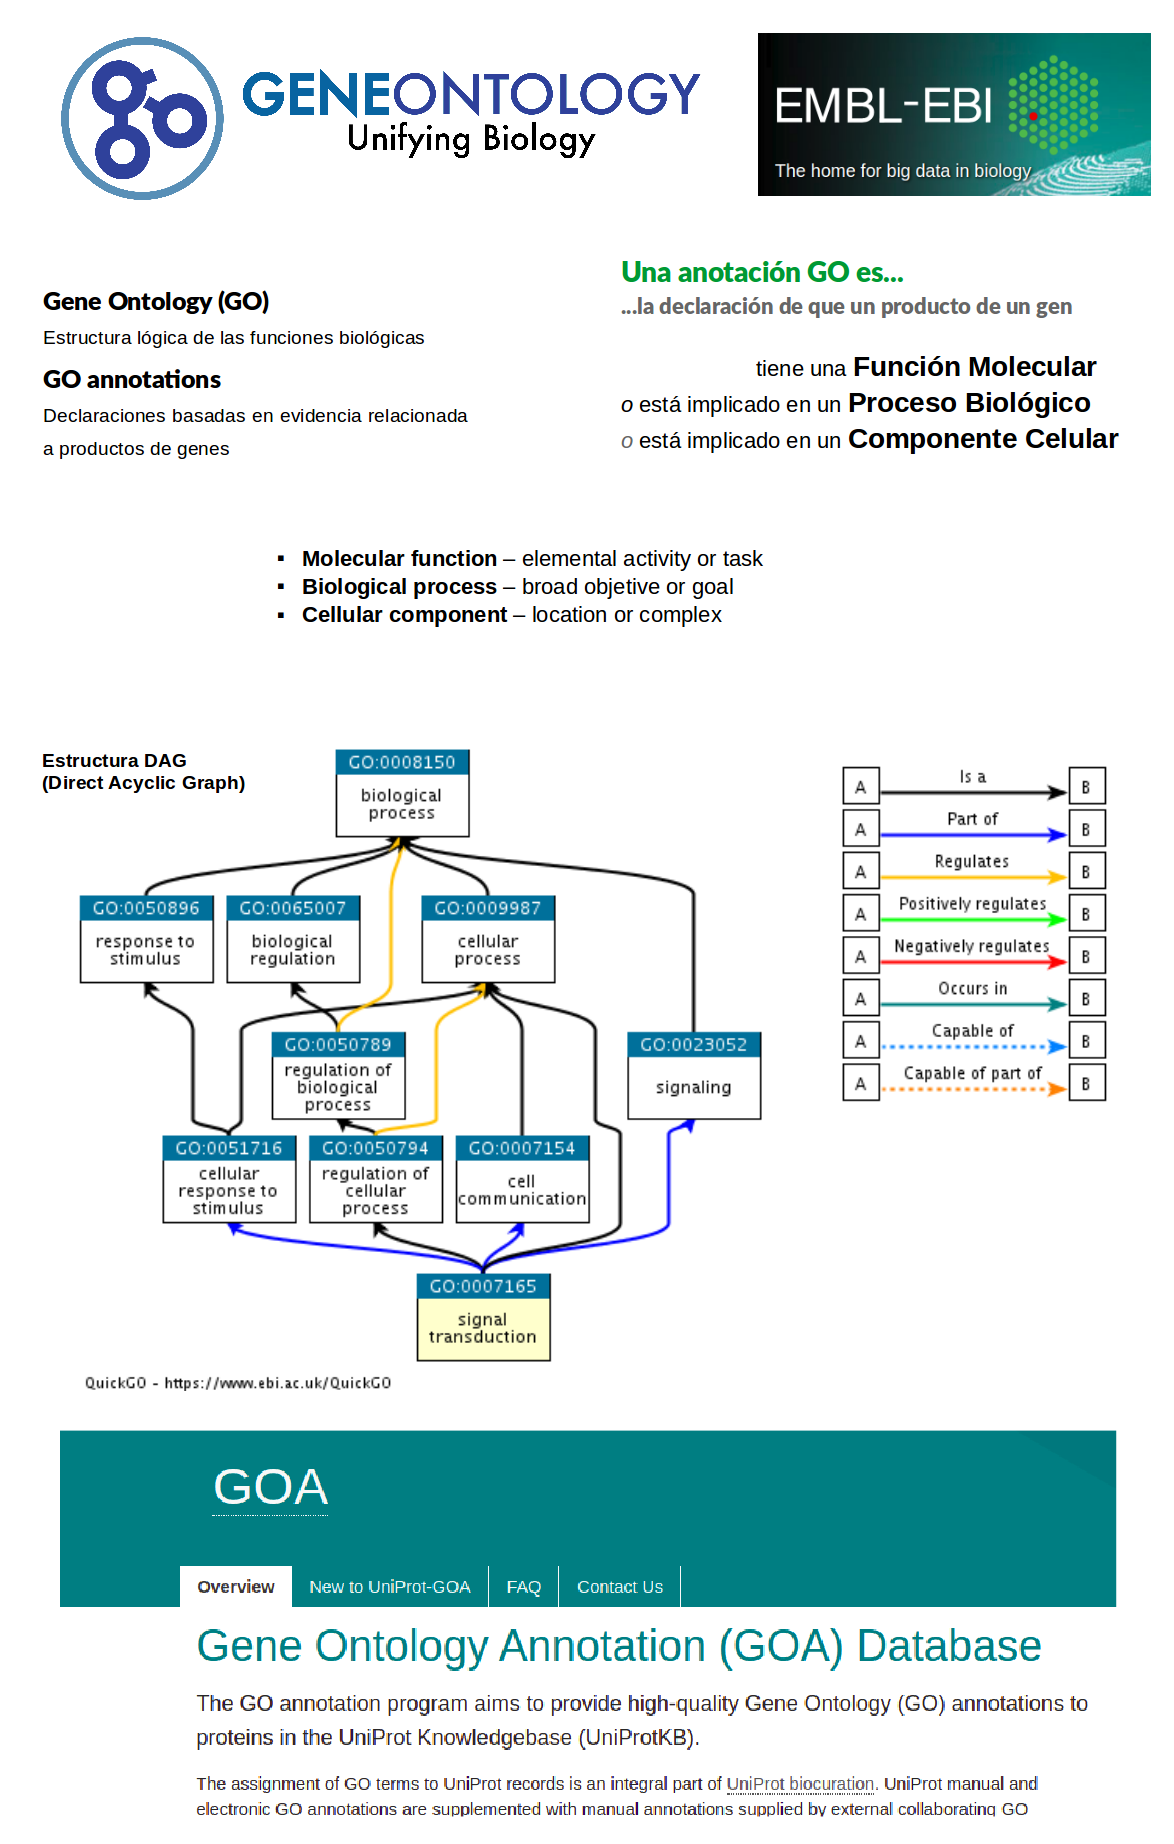 GENEONTOLOGY
Unifying Biology
EMBL-EBI
The home for big data in biology
Gene Ontology (GO)
Estructura lógica de las funciones biológicas
GO annotations
Declaraciones basadas en evidencia relacionada
a productos de genes
Una anotación GO es...
...la declaración de que un producto de un gen
tiene una Función Molecular
o está implicado en un Proceso Biológico
o está implicado en un Componente Celular
▪ Molecular function – elemental activity or task
▪ Biological process – broad objetive or goal
▪ Cellular component – location or complex
Estructura DAG
(Direct Acyclic Graph)
GO:0008150
biological
process
GO:0050896
response to
stimulus
GO:0065007
biological
regulation
GO:0009987
cellular
process
GO:0050789
regulation of
biological
process
GO:0023052
signaling
GO:0051716
cellular
response to
stimulus
GO:0050794
regulation of
cellular
process
GO:0007154
cell
communication
GO:0007165
signal
transduction
QuickGO - https://www.ebi.ac.uk/QuickGO
A Is a B
A Part of B
A Regulates B
A Positively regulates B
A Negatively regulates B
A Occurs in B
A Capable of B
A Capable of part of B
GOA
Overview New to UniProt-GOA FAQ Contact Us
Gene Ontology Annotation (GOA) Database
The GO annotation program aims to provide high-quality Gene Ontology (GO) annotations to
proteins in the UniProt Knowledgebase (UniProtKB).
The assignment of GO terms to UniProt records is an integral part of UniProt biocuration. UniProt manual and
electronic GO annotations are supplemented with manual annotations supplied by external collaborating GO